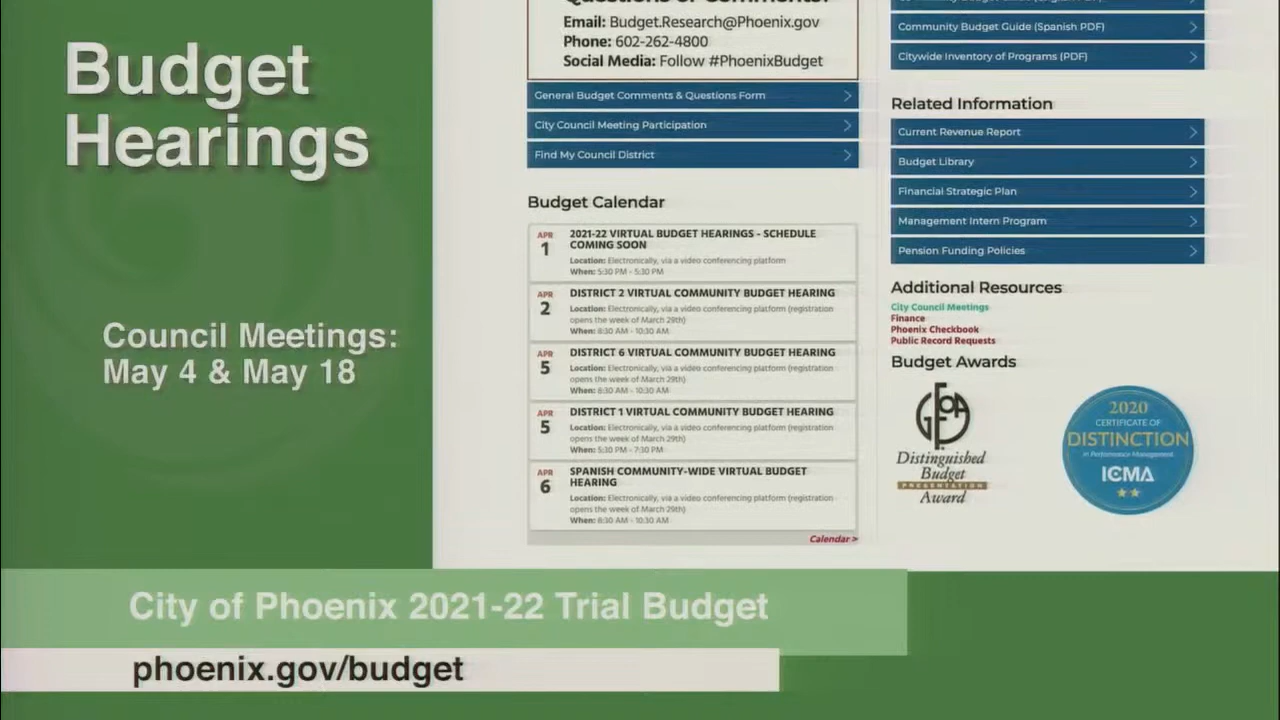 Budget
Hearings
Council Meetings:
May 4 & May 18
Questions or Comments?
Email: Budget.Research@Phoenix.gov
Phone: 602-262-4800
Social Media: Follow #PhoenixBudget
General Budget Comments & Questions Form
City Council Meeting Participation
Find My Council District
Budget Calendar
APR
1
2021-22 VIRTUAL BUDGET HEARINGS - SCHEDULE
COMING SOON
Location: Electronically, via a video conferencing platform
When: 5:30 PM - 5:30 PM
APR
2
DISTRICT 2 VIRTUAL COMMUNITY BUDGET HEARING
Location: Electronically, via a video conferencing platform (registration
opens the week of March 29th)
When: 8:30 AM - 10:30 AM
APR
5
DISTRICT 6 VIRTUAL COMMUNITY BUDGET HEARING
Location: Electronically, via a video conferencing platform (registration
opens the week of March 29th)
When: 8:30 AM - 10:30 AM
APR
5
DISTRICT 1 VIRTUAL COMMUNITY BUDGET HEARING
Location: Electronically, via a video conferencing platform (registration
opens the week of March 29th)
When: 5:30 PM - 7:30 PM
APR
6
SPANISH COMMUNITY-WIDE VIRTUAL BUDGET
HEARING
Location: Electronically, via a video conferencing platform (registration
opens the week of March 29th)
When: 8:30 AM - 10:30 AM
Calendar >
Community Budget Guide (Spanish PDF)
Citywide Inventory of Programs (PDF)
Related Information
Current Revenue Report
Budget Library
Financial Strategic Plan
Management Intern Program
Pension Funding Policies
Additional Resources
City Council Meetings
Finance
Phoenix Checkbook
Public Record Requests
Budget Awards
GFOA
Distinguished
Budget
PRESENTATION
Award
2020
CERTIFICATE OF
DISTINCTION
in Performance Management
ICMA
City of Phoenix 2021-22 Trial Budget
phoenix.gov/budget